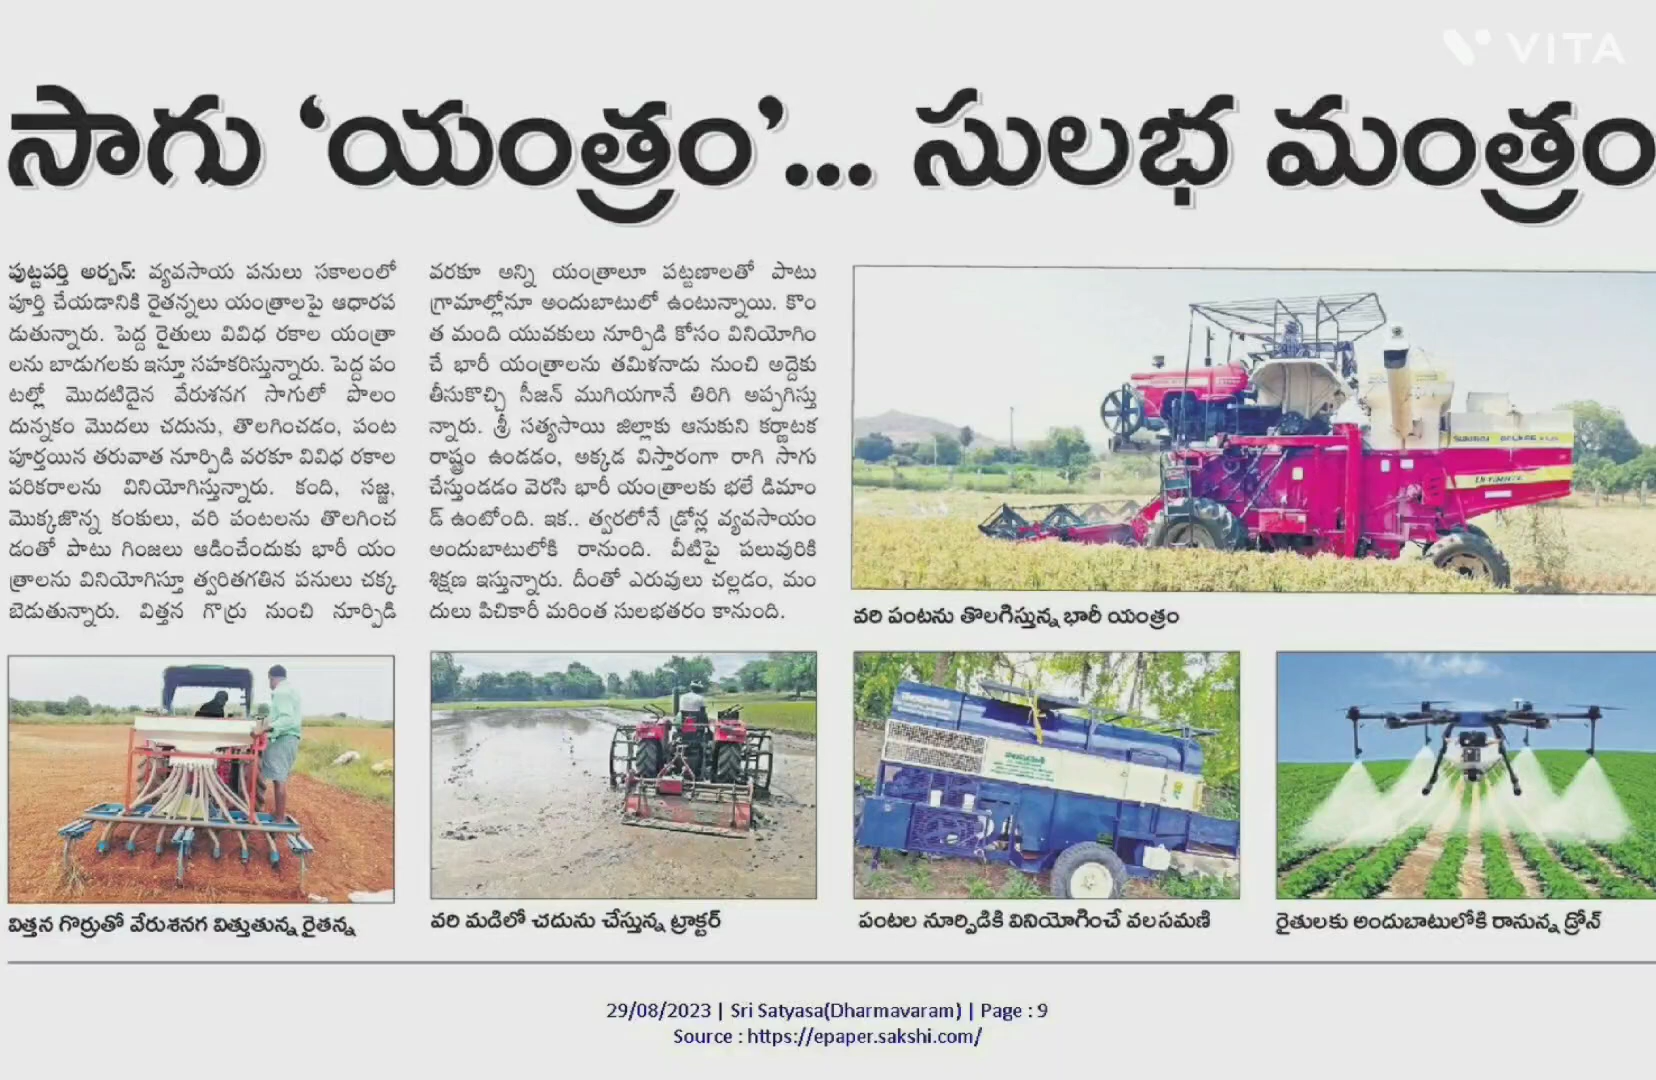 VITA
సాగు ‘యంత్రం’... సులభ మంత్రం
పుట్టపర్తి అర్బన్: వ్యవసాయ పనులు సకాలంలో
పూర్తి చేయడానికి రైతన్నలు యంత్రాలపై ఆధారప
డుతున్నారు. పెద్ద రైతులు వివిధ రకాల యంత్రా
లను బాడుగలకు ఇస్తూ సహకరిస్తున్నారు. పెద్ద పం
టల్లో మొదటిదైన వేరుశనగ సాగులో పొలం
దున్నకం మొదలు చదును, తొలగించడం, పంట
పూర్తయిన తరువాత నూర్పిడి వరకూ వివిధ రకాల
పరికరాలను వినియోగిస్తున్నారు. కంది, సజ్జ,
మొక్కజొన్న కంకులు, వరి పంటలను తొలగించ
డంతో పాటు గింజలు ఆడించేందుకు భారీ యం
త్రాలను వినియోగిస్తూ త్వరితగతిన పనులు చక్క
బెడుతున్నారు. విత్తన గొర్రు నుంచి నూర్పిడి
వరకూ అన్ని యంత్రాలూ పట్టణాలతో పాటు
గ్రామాల్లోనూ అందుబాటులో ఉంటున్నాయి. కొం
త మంది యువకులు నూర్పిడి కోసం వినియోగిం
చే భారీ యంత్రాలను తమిళనాడు నుంచి అద్దెకు
తీసుకొచ్చి సీజన్ ముగియగానే తిరిగి అప్పగిస్తు
న్నారు. శ్రీ సత్యసాయి జిల్లాకు ఆనుకుని కర్ణాటక
రాష్ట్రం ఉండడం, అక్కడ విస్తారంగా రాగి సాగు
చేస్తుండడం వెరసి భారీ యంత్రాలకు భలే డిమాం
డ్ ఉంటోంది. ఇక.. త్వరలోనే డ్రోన్ల వ్యవసాయం
అందుబాటులోకి రానుంది. వీటిపై పలువురికి
శిక్షణ ఇస్తున్నారు. దీంతో ఎరువులు చల్లడం, మం
దులు పిచికారీ మరింత సులభతరం కానుంది.
వరి పంటను తొలగిస్తున్న భారీ యంత్రం
విత్తన గొర్రుతో వేరుశనగ విత్తుతున్న రైతన్న
వరి మడిలో చదును చేస్తున్న ట్రాక్టర్
పంటల నూర్పిడికి వినియోగించే వలసమణి
రైతులకు అందుబాటులోకి రానున్న డ్రోన్
29/08/2023 | Sri Satyasa(Dharmavaram) | Page : 9
Source : https://epaper.sakshi.com/